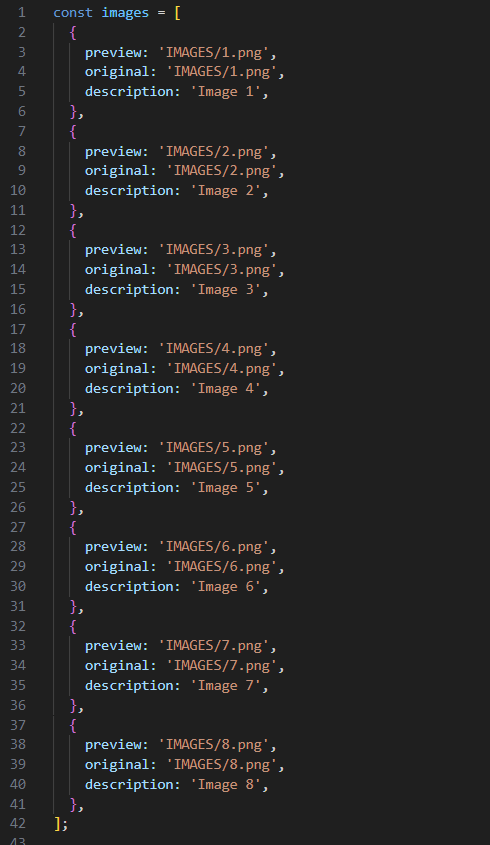 1 const images = [
2   {
3     preview: 'IMAGES/1.png',
4     original: 'IMAGES/1.png',
5     description: 'Image 1',
6   },
7   {
8     preview: 'IMAGES/2.png',
9     original: 'IMAGES/2.png',
10     description: 'Image 2',
11   },
12   {
13     preview: 'IMAGES/3.png',
14     original: 'IMAGES/3.png',
15     description: 'Image 3',
16   },
17   {
18     preview: 'IMAGES/4.png',
19     original: 'IMAGES/4.png',
20     description: 'Image 4',
21   },
22   {
23     preview: 'IMAGES/5.png',
24     original: 'IMAGES/5.png',
25     description: 'Image 5',
26   },
27   {
28     preview: 'IMAGES/6.png',
29     original: 'IMAGES/6.png',
30     description: 'Image 6',
31   },
32   {
33     preview: 'IMAGES/7.png',
34     original: 'IMAGES/7.png',
35     description: 'Image 7',
36   },
37   {
38     preview: 'IMAGES/8.png',
39     original: 'IMAGES/8.png',
40     description: 'Image 8',
41   },
42 ];
43